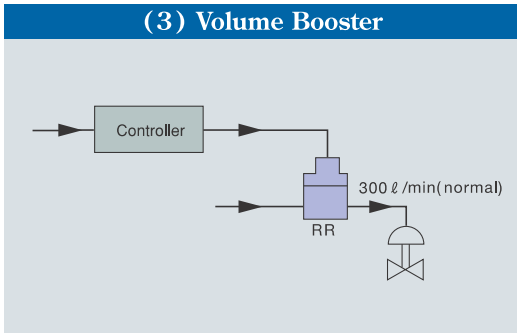 (3) Volume Booster
Controller
300 ℓ /min(normal)
RR